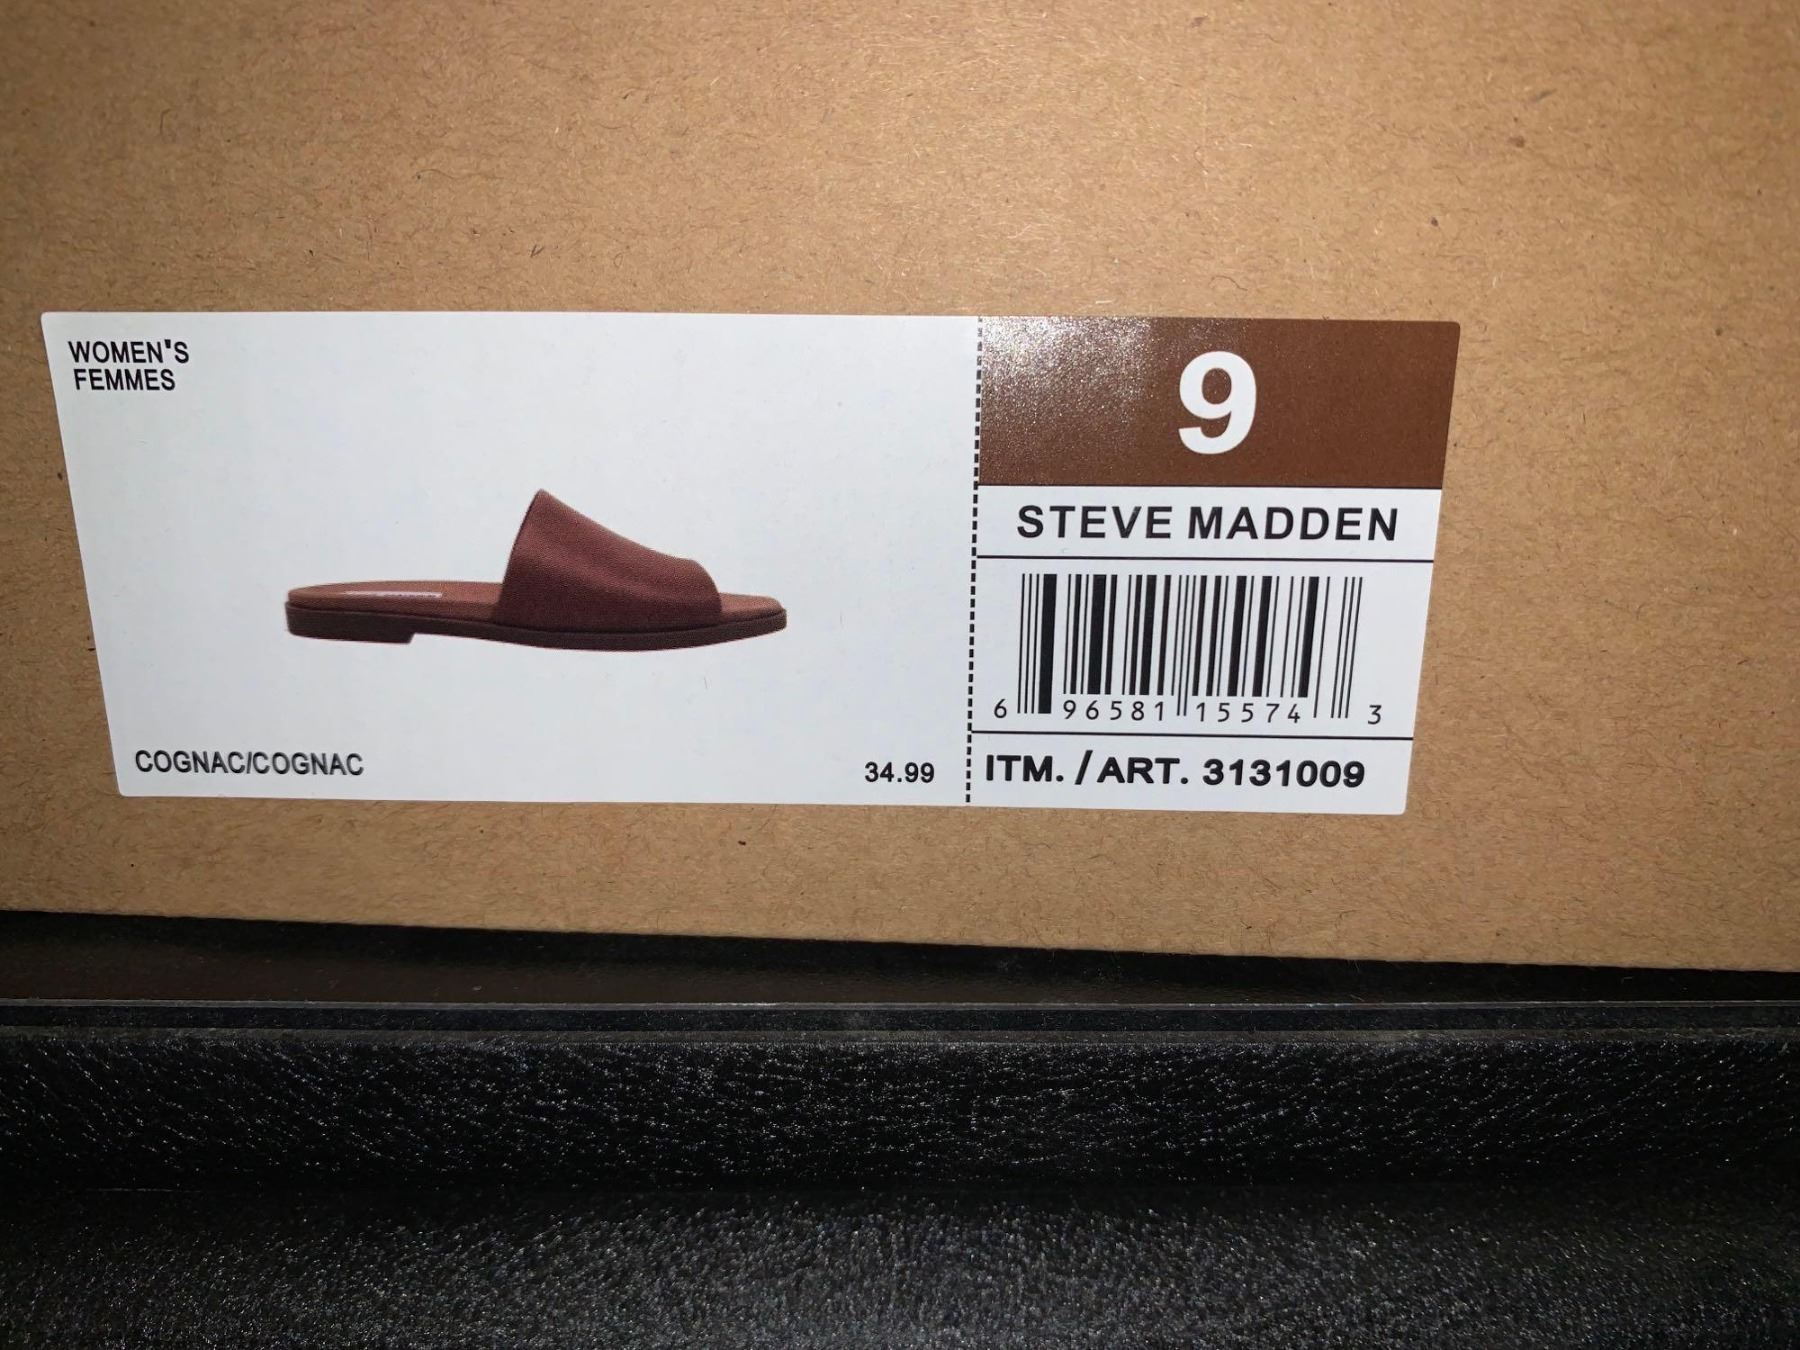 WOMEN'S
FEMMES
COGNAC/COGNAC
34.99
9
STEVE MADDEN
6 96581 15574 3
ITM. / ART. 3131009